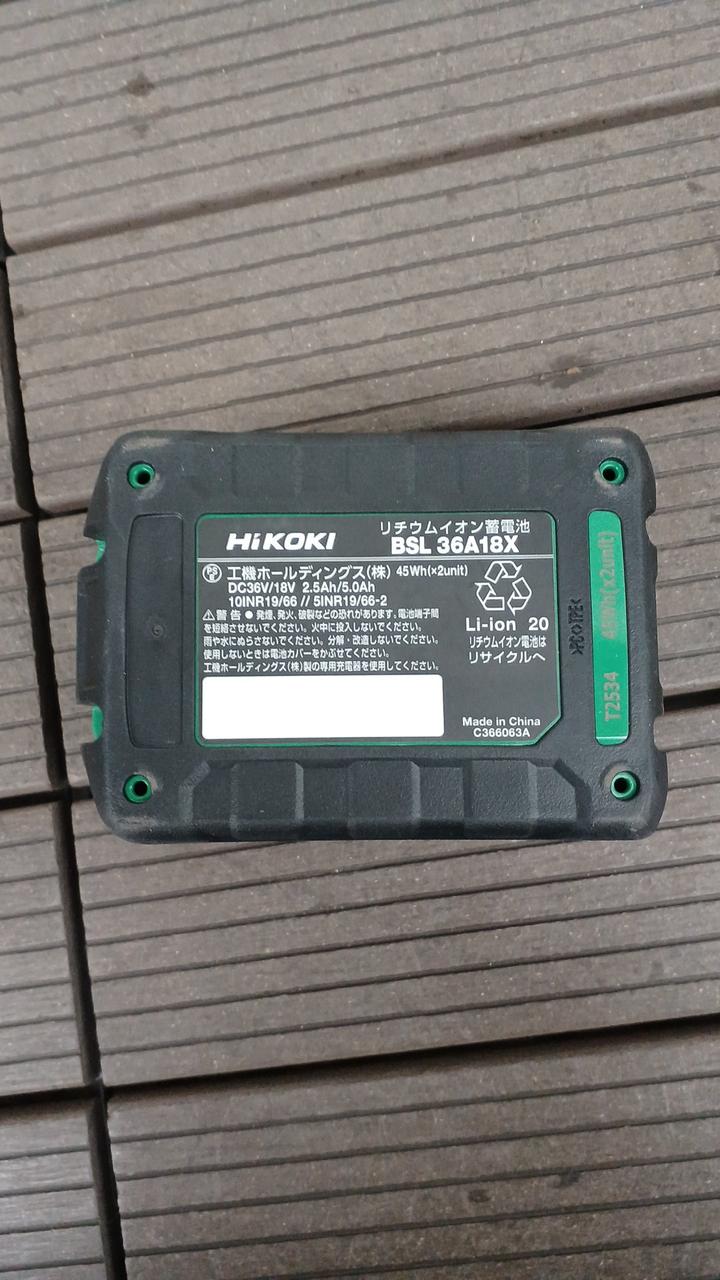 HiKOKI
リチウムイオン蓄電池
BSL 36A18X
PS
E
工機ホールディングス(株) 45Wh(×2unit)
DC36V/18V 2.5Ah/5.0Ah
10INR19/66 // 5INR19/66-2
⚠警告 ● 発煙、発火、破裂などの恐れがあります。電池端子間
を短絡させないでください。火中に投入しないでください。
雨や水にぬらさないでください。分解・改造しないでください。
使用しないときは電池カバーをかぶせてください。
工機ホールディングス(株)製の専用充電器を使用してください。
Li-ion 20
リチウムイオン電池は
リサイクルへ
Made in China
C366063A
>PC+TPE<
T2534 45Wh(x2unit)